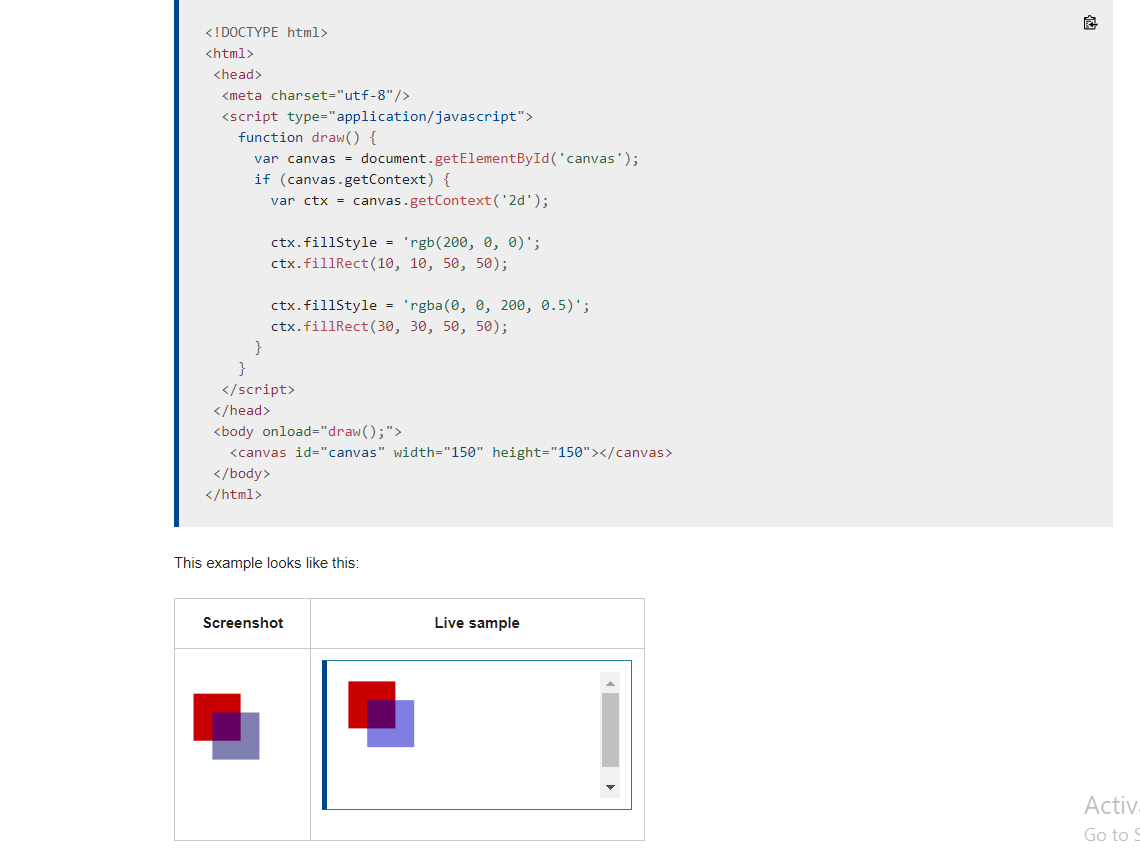 <!DOCTYPE html>
<html>
<head>
<meta charset="utf-8"/>
<script type="application/javascript">
function draw() {
var canvas = document.getElementById('canvas');
if (canvas.getContext) {
var ctx = canvas.getContext('2d');
ctx.fillStyle = 'rgb(200, 0, 0)';
ctx.fillRect(10, 10, 50, 50);
ctx.fillStyle = 'rgba(0, 0, 200, 0.5)';
ctx.fillRect(30, 30, 50, 50);
}
}
</script>
</head>
<body onload="draw();">
<canvas id="canvas" width="150" height="150"></canvas>
</body>
</html>
This example looks like this:
Screenshot Live sample
Activ
Go to S